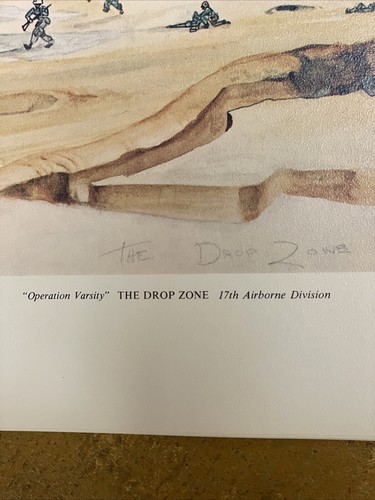 THE DROP ZONE
"Operation Varsity" THE DROP ZONE 17th Airborne Division